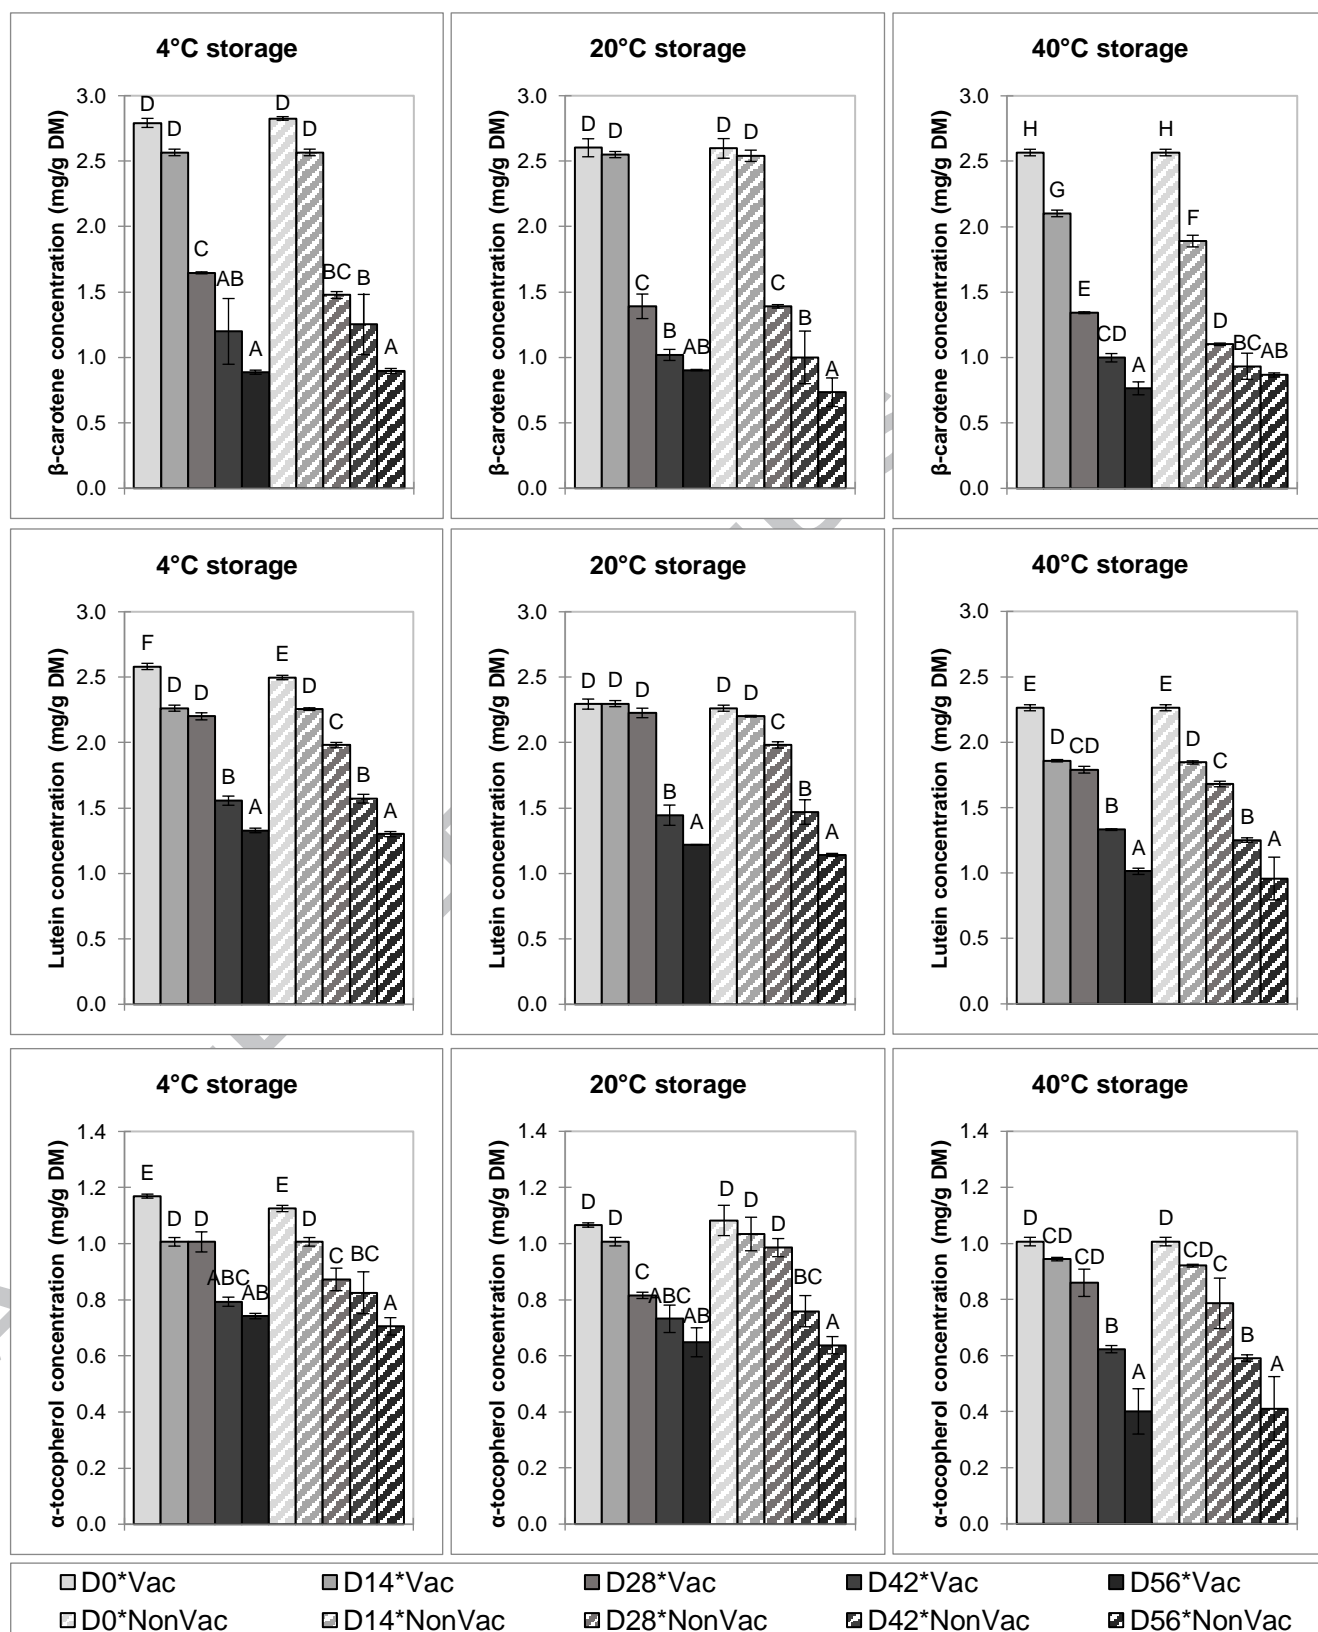 4°C storage
β-carotene concentration (mg/g DM)
3.0
2.5
2.0
1.5
1.0
0.5
0.0
D
D
C
AB
A
D
D
BC
B
A
20°C storage
β-carotene concentration (mg/g DM)
3.0
2.5
2.0
1.5
1.0
0.5
0.0
D
D
C
B
AB
D
D
C
B
A
40°C storage
β-carotene concentration (mg/g DM)
3.0
2.5
2.0
1.5
1.0
0.5
0.0
H
G
E
CD
A
H
F
D
BC
AB
4°C storage
Lutein concentration (mg/g DM)
3.0
2.5
2.0
1.5
1.0
0.5
0.0
F
D
D
B
A
E
D
C
B
A
20°C storage
Lutein concentration (mg/g DM)
3.0
2.5
2.0
1.5
1.0
0.5
0.0
D
D
D
B
A
D
D
C
B
A
40°C storage
Lutein concentration (mg/g DM)
3.0
2.5
2.0
1.5
1.0
0.5
0.0
E
D
CD
B
A
E
D
C
B
A
4°C storage
α-tocopherol concentration (mg/g DM)
1.4
1.2
1.0
0.8
0.6
0.4
0.2
0.0
E
D
D
ABC
AB
E
D
C
BC
A
20°C storage
α-tocopherol concentration (mg/g DM)
1.4
1.2
1.0
0.8
0.6
0.4
0.2
0.0
D
D
C
ABC
AB
D
D
D
BC
A
40°C storage
α-tocopherol concentration (mg/g DM)
1.4
1.2
1.0
0.8
0.6
0.4
0.2
0.0
D
CD
CD
B
A
D
CD
C
B
A
D0*Vac D14*Vac D28*Vac D42*Vac D56*Vac
D0*NonVac D14*NonVac D28*NonVac D42*NonVac D56*NonVac